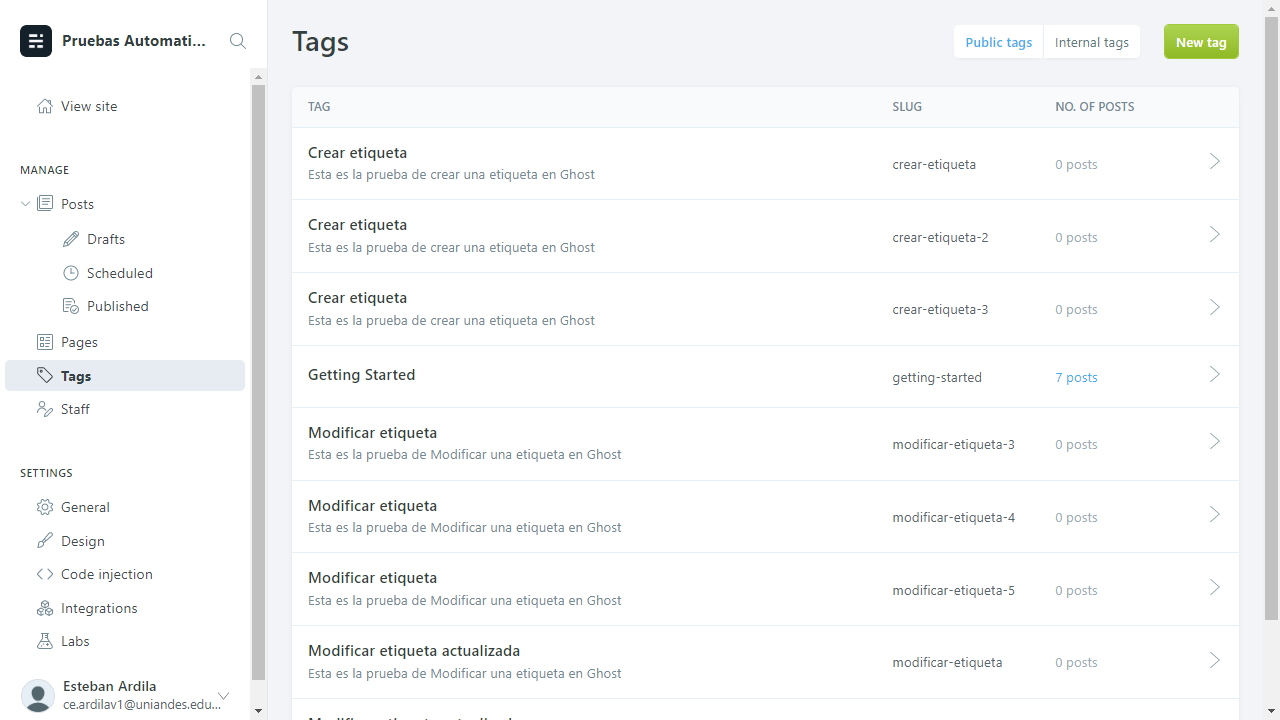 Pruebas Automati...
View site
MANAGE
Posts
Drafts
Scheduled
Published
Pages
Tags
Staff
SETTINGS
General
Design
Code injection
Integrations
Labs
Esteban Ardila
ce.ardilav1@uniandes.edu...
Tags
Public tags
Internal tags
New tag
TAG SLUG NO. OF POSTS
Crear etiqueta
Esta es la prueba de crear una etiqueta en Ghost
crear-etiqueta
0 posts
Crear etiqueta
Esta es la prueba de crear una etiqueta en Ghost
crear-etiqueta-2
0 posts
Crear etiqueta
Esta es la prueba de crear una etiqueta en Ghost
crear-etiqueta-3
0 posts
Getting Started
getting-started
7 posts
Modificar etiqueta
Esta es la prueba de Modificar una etiqueta en Ghost
modificar-etiqueta-3
0 posts
Modificar etiqueta
Esta es la prueba de Modificar una etiqueta en Ghost
modificar-etiqueta-4
0 posts
Modificar etiqueta
Esta es la prueba de Modificar una etiqueta en Ghost
modificar-etiqueta-5
0 posts
Modificar etiqueta actualizada
Esta es la prueba de Modificar una etiqueta en Ghost
modificar-etiqueta
0 posts